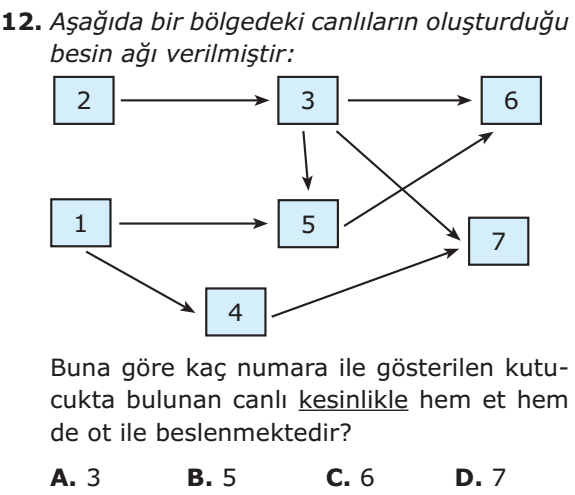 12. Aşağıda bir bölgedeki canlıların oluşturduğu
besin ağı verilmiştir:
2
3
6
1
5
7
4
Buna göre kaç numara ile gösterilen kutu-
cukta bulunan canlı kesinlikle hem et hem
de ot ile beslenmektedir?
A. 3 B. 5 C. 6 D. 7